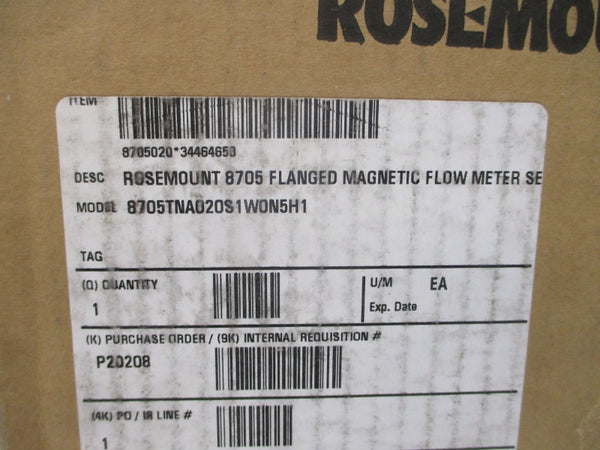 ROSEMOU
ITEM
8705020*34464653
DESC ROSEMOUNT 8705 FLANGED MAGNETIC FLOW METER SE
MODEL 8705TNA020S1W0N5H1
TAG
(Q) QUANTITY U/M EA
1 Exp. Date
(K) PURCHASE ORDER / (9K) INTERNAL REQUISITION #
P20208
(4K) PO / IR LINE #
1